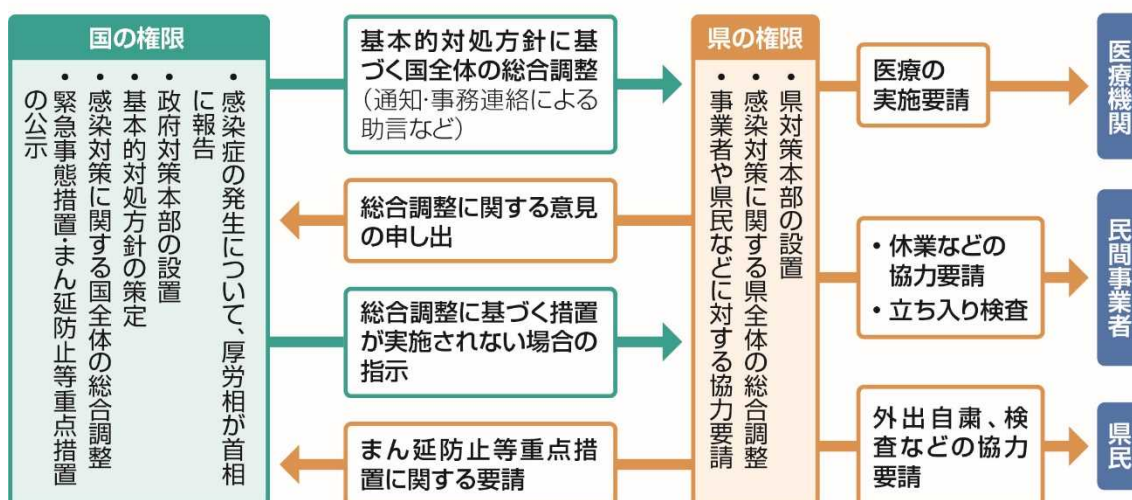 国の権限
・感染症の発生について、厚労相が首相
に報告
・政府対策本部の設置
・基本的対処方針の策定
・感染対策に関する国全体の総合調整
・緊急事態措置・まん延防止等重点措置
の公示
基本的対処方針に基
づく国全体の総合調整
（通知・事務連絡による
助言など）
総合調整に関する意見
の申し出
総合調整に基づく措置
が実施されない場合の
指示
まん延防止等重点措
置に関する要請
県の権限
・県対策本部の設置
・感染対策に関する県全体の総合調整
・事業者や県民などに対する協力要請
医療の
実施要請
・休業などの
協力要請
・立ち入り検査
外出自粛、検
査などの協力
要請
医療機関
民間事業者
県民